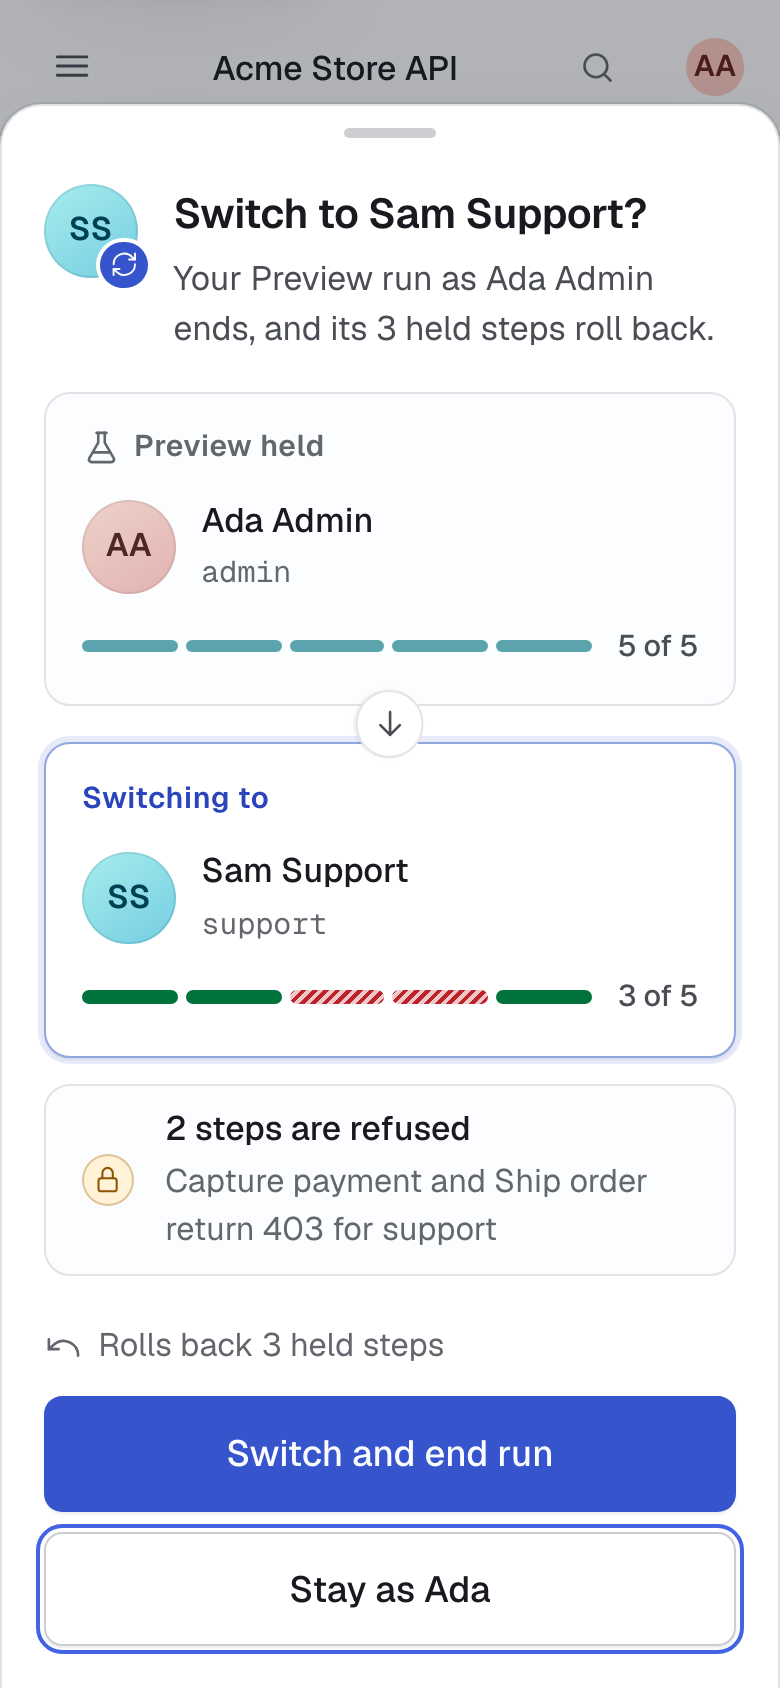 Acme Store API
AA
SS
Switch to Sam Support?
Your Preview run as Ada Admin
ends, and its 3 held steps roll back.
Preview held
AA
Ada Admin
admin
5 of 5
Switching to
SS
Sam Support
support
3 of 5
2 steps are refused
Capture payment and Ship order
return 403 for support
Rolls back 3 held steps
Switch and end run
Stay as Ada